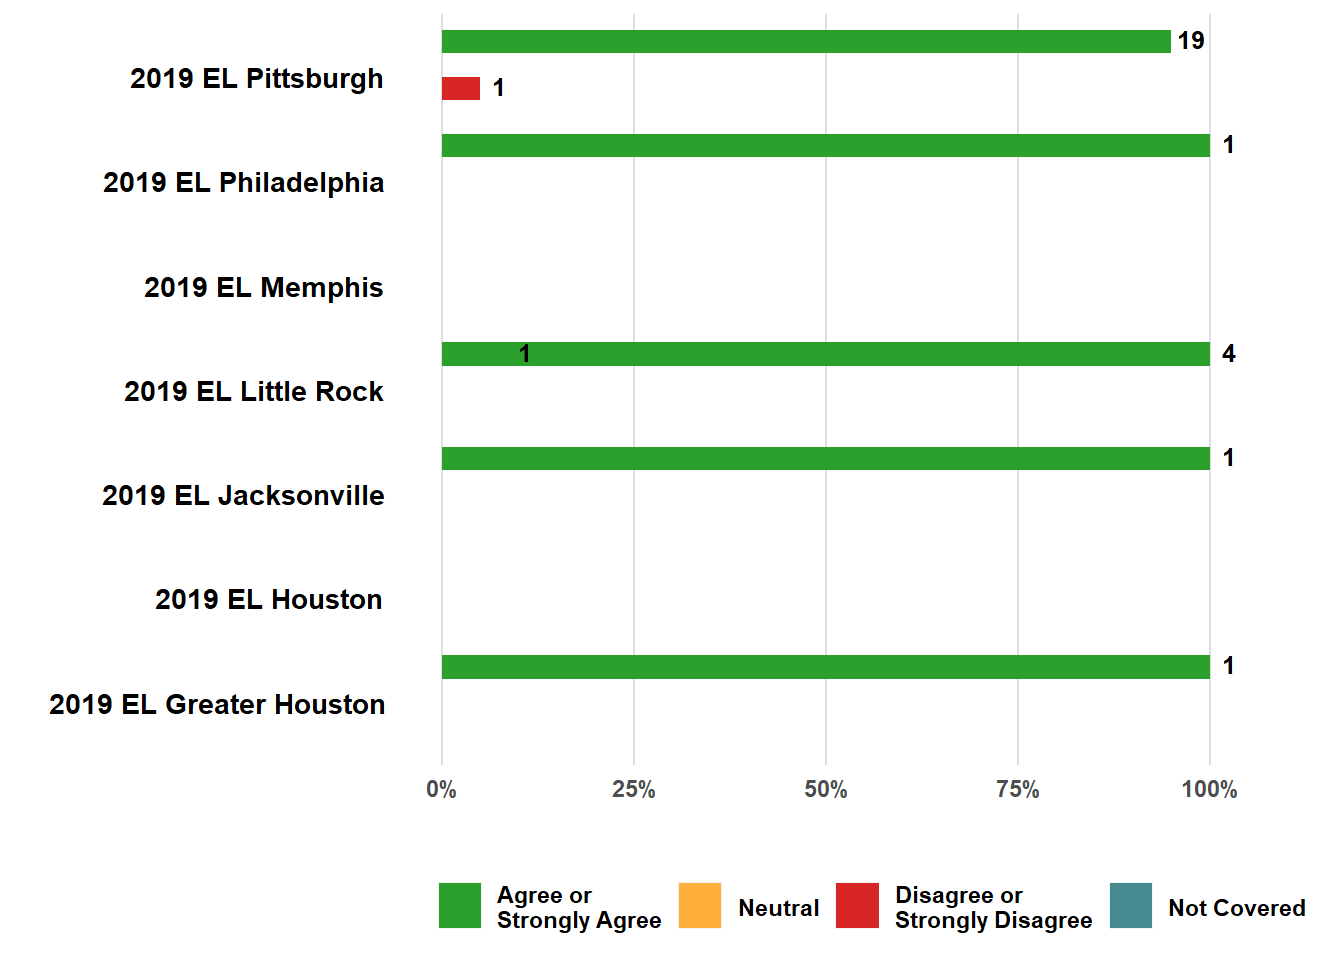 19
2019 EL Pittsburgh
1
1
2019 EL Philadelphia
2019 EL Memphis
1 4
2019 EL Little Rock
1
2019 EL Jacksonville
2019 EL Houston
1
2019 EL Greater Houston
0% 25% 50% 75% 100%
Agree or
Strongly Agree
Neutral
Disagree or
Strongly Disagree
Not Covered